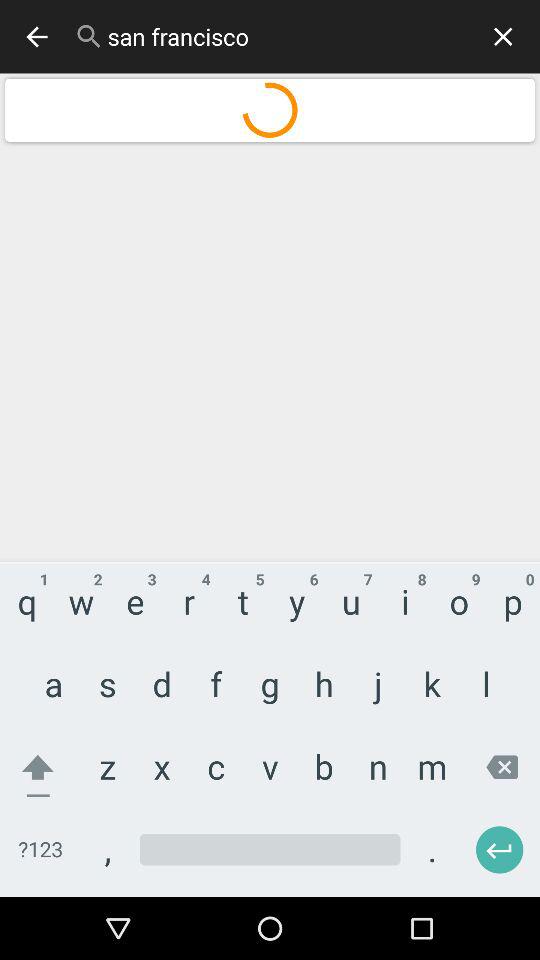 san francisco
1 2 3 4 5 6 7 8 9 0
q w e r t y u i o p
a s d f g h j k l
z x c v b n m
?123 , .